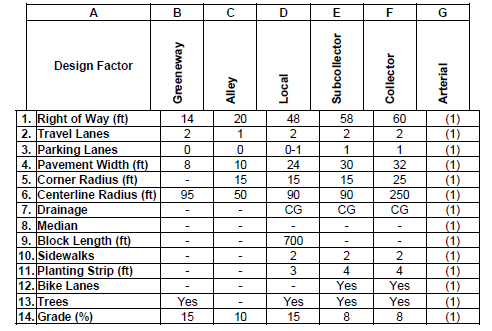 A B C D E F G
Design Factor Greeneway Alley Local Subcollector Collector Arterial
1. Right of Way (ft) 14 20 48 58 60 (1)
2. Travel Lanes 2 1 2 2 2 (1)
3. Parking Lanes 0 0 0-1 1 1 (1)
4. Pavement Width (ft) 8 10 24 30 32 (1)
5. Corner Radius (ft) - 15 15 15 25 (1)
6. Centerline Radius (ft) 95 50 90 90 250 (1)
7. Drainage - - CG CG CG (1)
8. Median - - - - - (1)
9. Block Length (ft) - - 700 - - (1)
10. Sidewalks - - 2 2 2 (1)
11. Planting Strip (ft) - - 3 4 4 (1)
12. Bike Lanes - - - Yes Yes (1)
13. Trees Yes - Yes Yes Yes (1)
14. Grade (%) 15 10 15 8 8 (1)